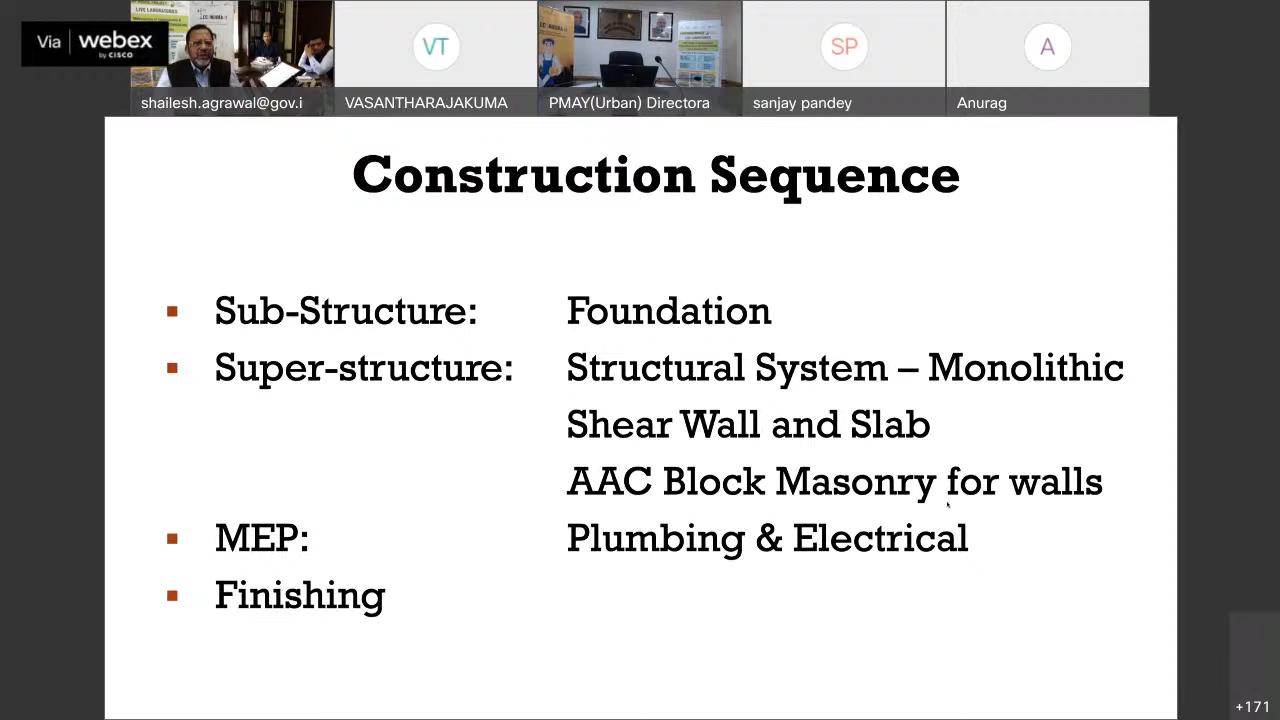 Via webex
by CISCO
LIVE LABORATORIES
VT
SP
A
shailesh.agrawal@gov.i
VASANTHARAJAKUMA
PMAY(Urban) Directora
sanjay pandey
Anurag
Construction Sequence
▪ Sub-Structure: Foundation
▪ Super-structure: Structural System – Monolithic
Shear Wall and Slab
AAC Block Masonry for walls
▪ MEP: Plumbing & Electrical
▪ Finishing
+171